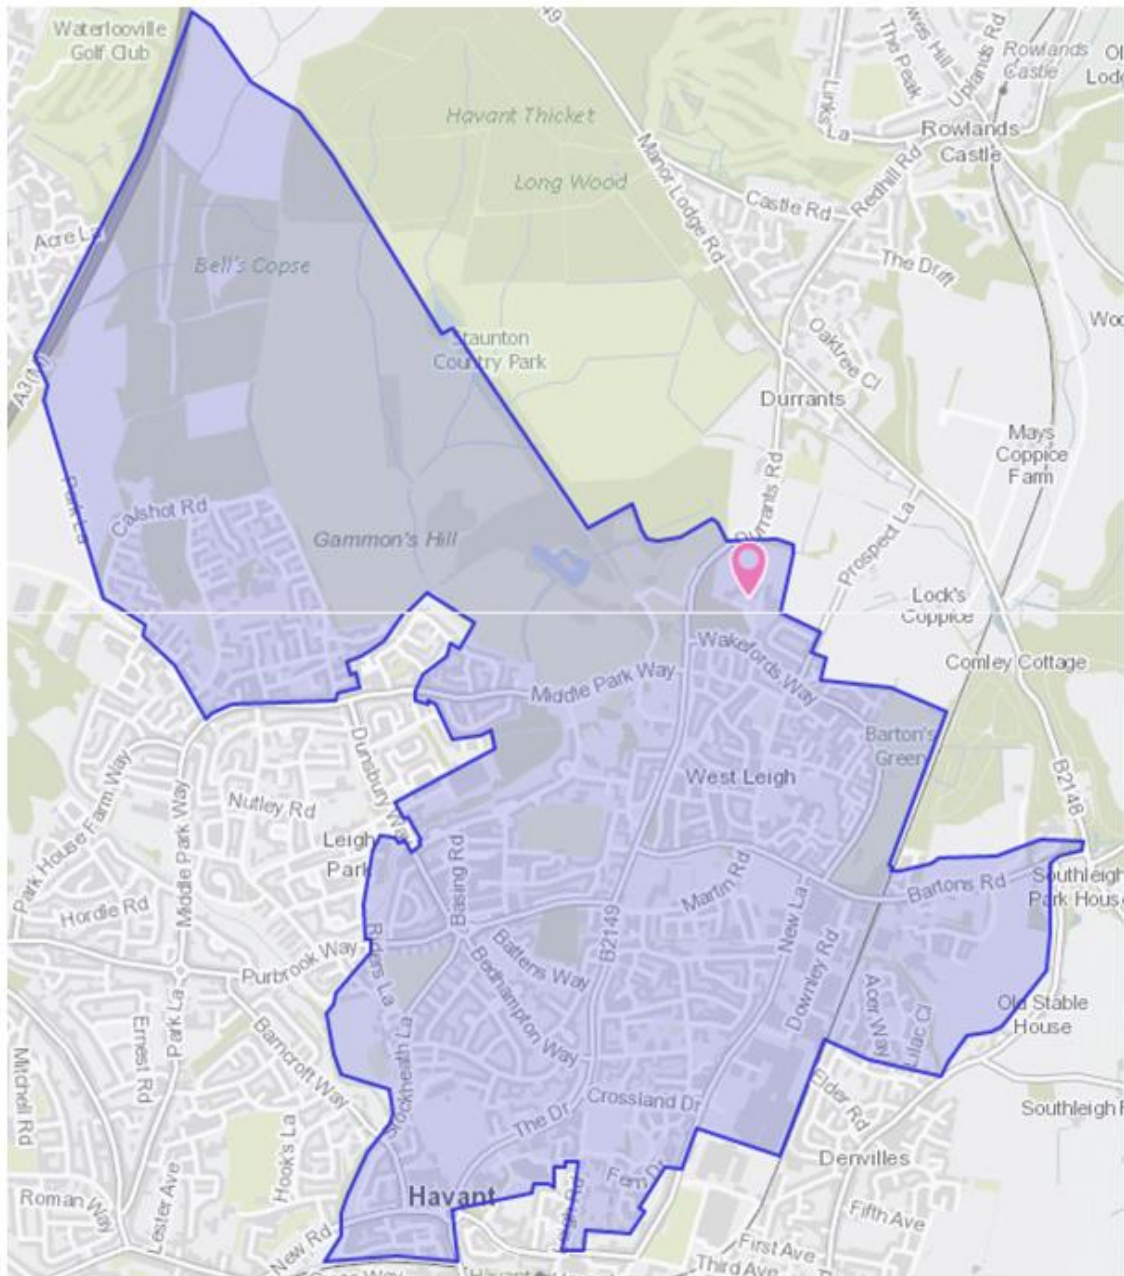 Waterlooville
Golf Club
Links La
The Peak
Uplands Rd
Rowlands
Castle
Havant Thicket
Rowlands
Castle
Manor Lodge Rd
Redhill Rd
Long Wood
Castle Rd
Acre La
Bell's Copse
The Drift
Staunton
Country Park
Oaktree Cl
A3(M)
Durrants
Mays
Coppice
Farm
Park La
Calshot Rd
Durrants Rd
Gammon's Hill
Prospect La
Lock's
Coppice
Wakefords Way
Comley Cottage
Middle Park Way
Barton's
Green
Dunsbury Way
West Leigh
B2148
Park House Farm Way
Middle Park Way
Nutley Rd
Leigh
Park
Basing Rd
Martin Rd
Bartons Rd
Southleigh
Park House
Hordle Rd
New La
B2149
Riders La
Battens Way
Purbrook Way
Bedhampton Way
Downley Rd
Park La
Acer Way
Lilac Cl
Old Stable
House
Ernest Rd
Barncroft Way
Stockheath La
Mitchell Rd
Crossland Dr
The Dr
Elder Rd
Southleigh
Hook's La
Denvilles
Roman Way
Lester Ave
Havant
Fern Dr
Fifth Ave
New Rd
First Ave
Third Ave
Havant